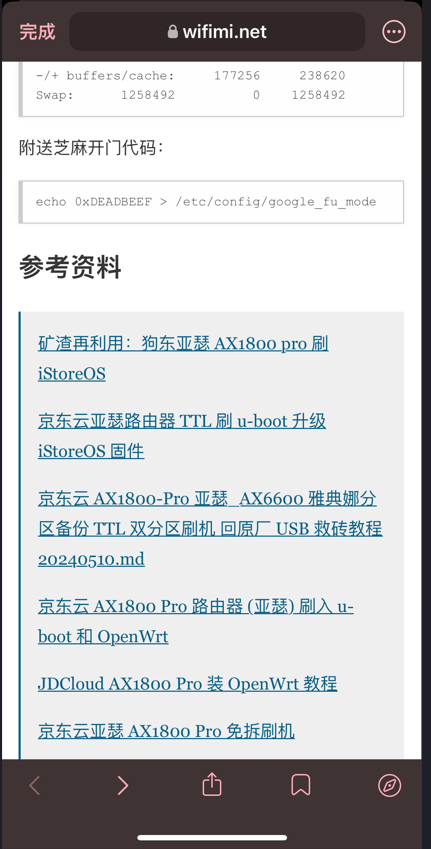 完成
wifimi.net
-/+ buffers/cache: 177256 238620
Swap: 1258492 0 1258492
附送芝麻开门代码：
echo 0xDEADBEEF > /etc/config/google_fu_mode
参考资料
矿渣再利用：狗东亚瑟 AX1800 pro 刷
iStoreOS
京东云亚瑟路由器 TTL 刷 u-boot 升级
iStoreOS 固件
京东云 AX1800-Pro 亚瑟_AX6600 雅典娜分
区备份 TTL 双分区刷机 回原厂 USB 救砖教程
20240510.md
京东云 AX1800 Pro 路由器 (亚瑟) 刷入 u-
boot 和 OpenWrt
JDCloud AX1800 Pro 装 OpenWrt 教程
京东云亚瑟 AX1800 Pro 免拆刷机